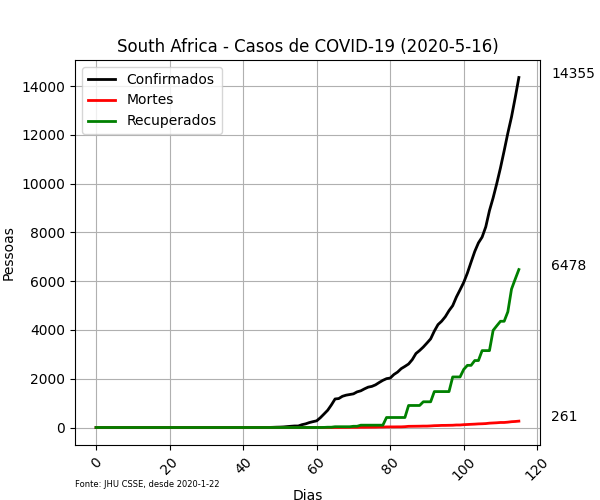 South Africa - Casos de COVID-19 (2020-5-16)
Confirmados
Mortes
Recuperados
14355
6478
261
14000
12000
10000
8000
6000
4000
2000
0
Pessoas
0 20 40 60 80 100 120
Dias
Fonte: JHU CSSE, desde 2020-1-22